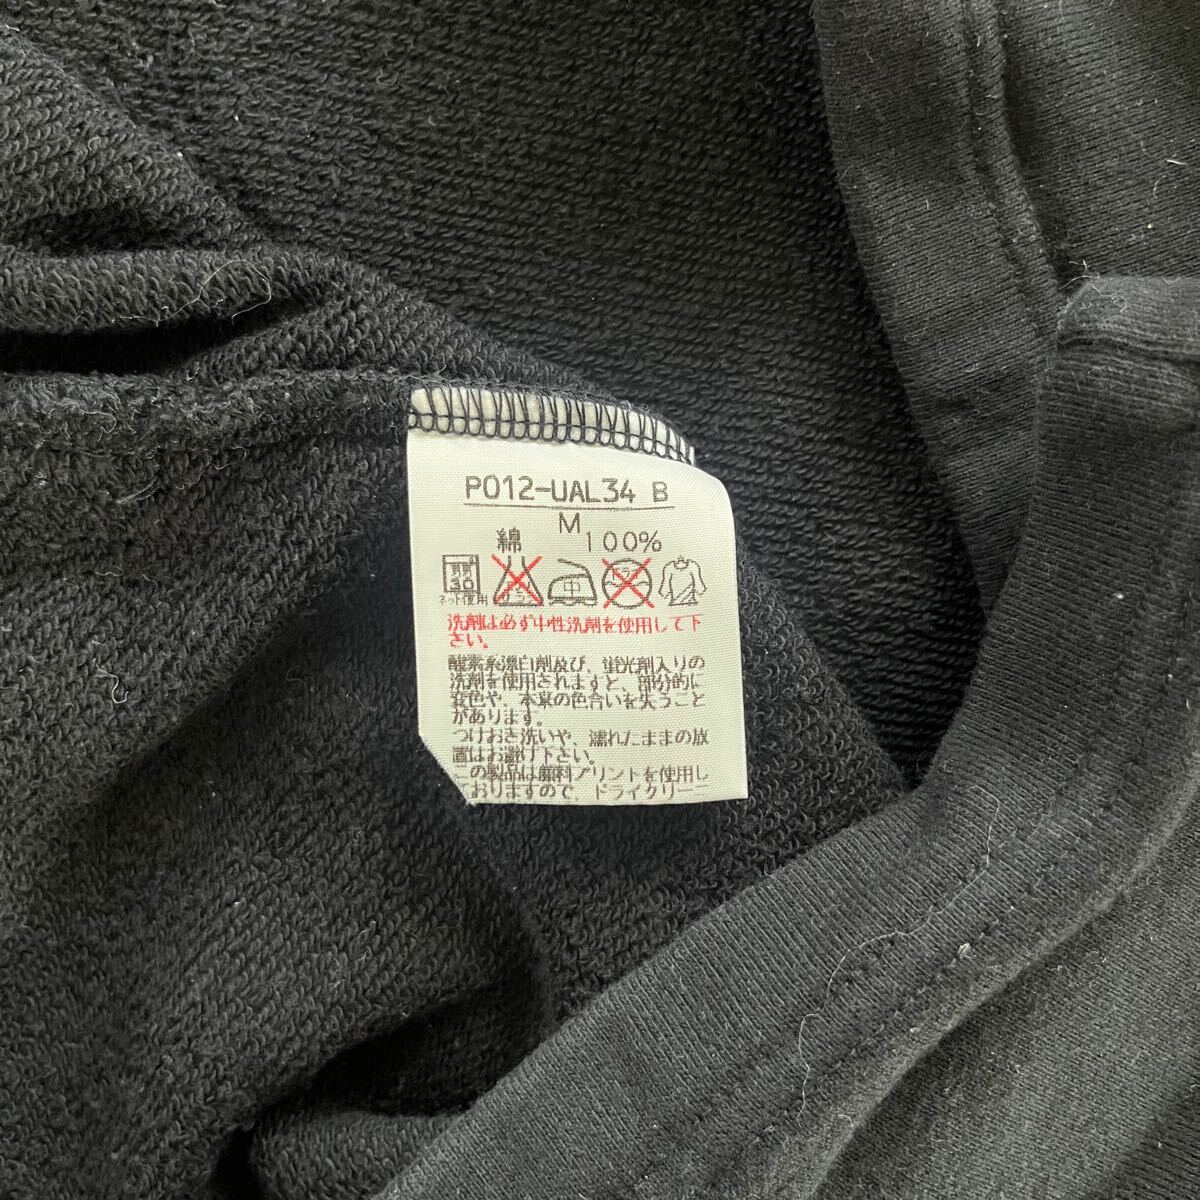 P012-UAL34 B
M
綿 100%
30
ネット使用
洗剤は必ず中性洗剤を使用して下
さい。
酸素系漂白剤及び、蛍光剤入りの
洗剤を使用されますと、部分的に
変色や、本来の色合いを失うこと
があります。
つけおき洗いや、濡れたままの放
置はお避け下さい。
この製品は顔料プリントを使用し
ておりますので、ドライクリーニ